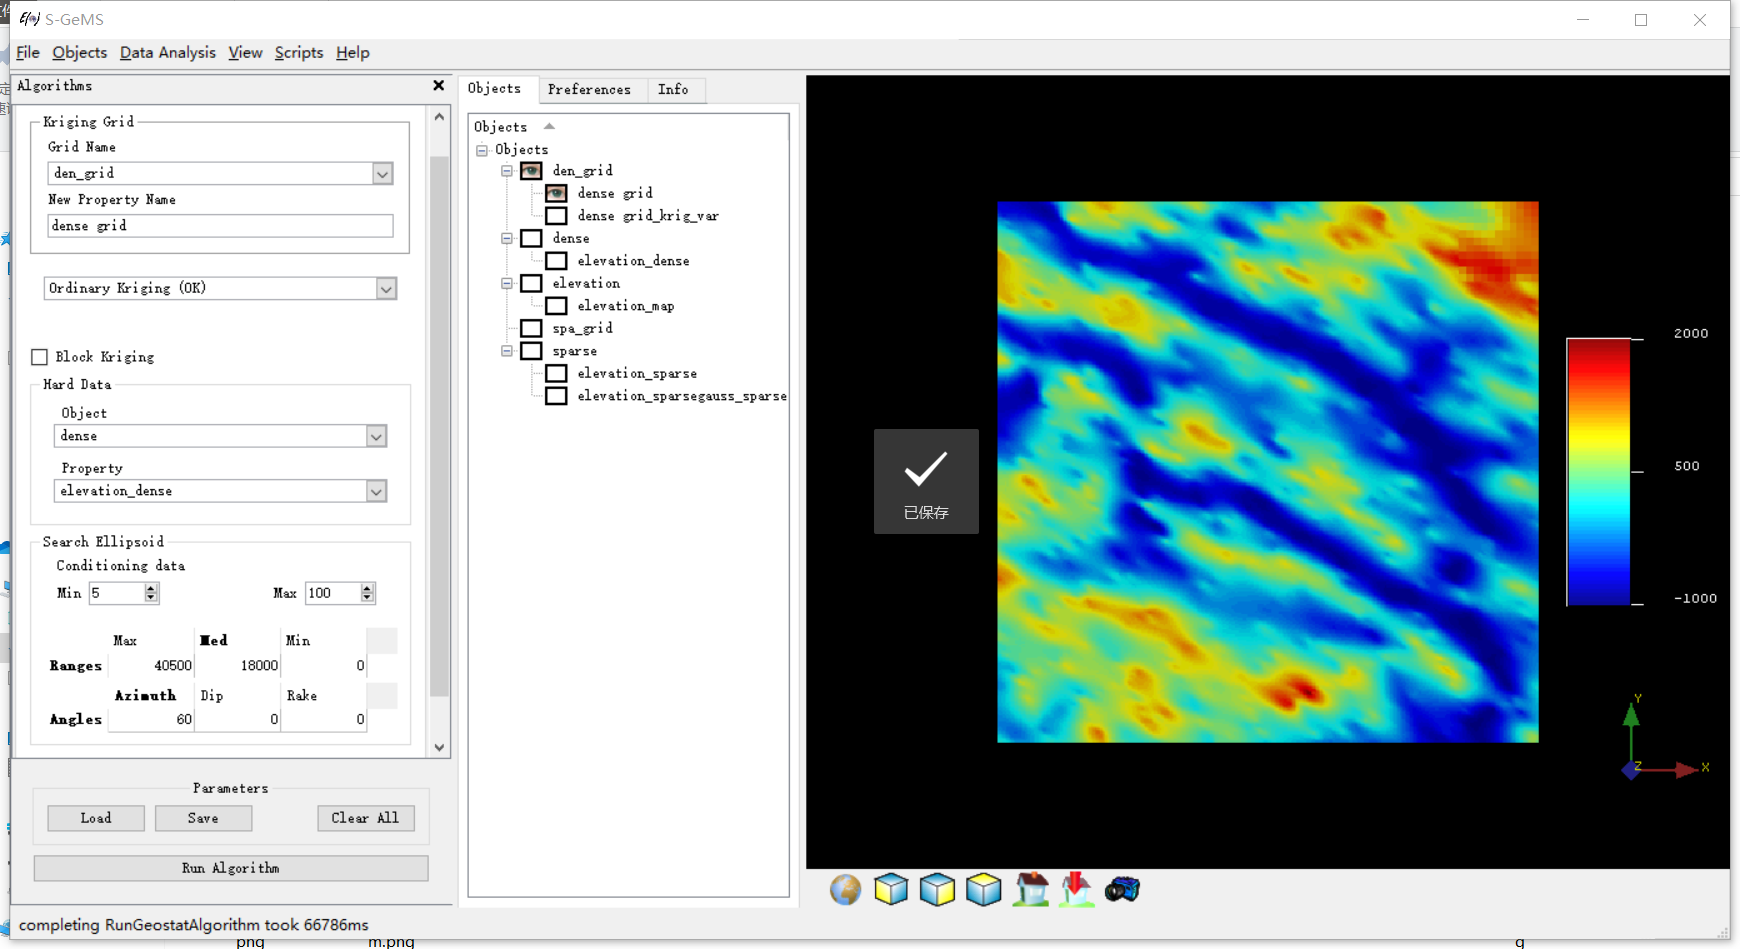 S-GeMS
File Objects Data Analysis View Scripts Help
Algorithms
Kriging Grid
Grid Name
den_grid
New Property Name
dense grid
Ordinary Kriging (OK)
Block Kriging
Hard Data
Object
dense
Property
elevation_dense
Search Ellipsoid
Conditioning data
Min 5 Max 100
Max Med Min
Ranges 40500 18000 0
Azimuth Dip Rake
Angles 60 0 0
Parameters
Load Save Clear All
Run Algorithm
completing RunGeostatAlgorithm took 66786ms
Objects Preferences Info
Objects
Objects
den_grid
dense grid
dense grid_krig_var
dense
elevation_dense
elevation
elevation_map
spa_grid
sparse
elevation_sparse
elevation_sparsegauss_sparse
已保存
2000
500
-1000
Y
Z X
png m.png